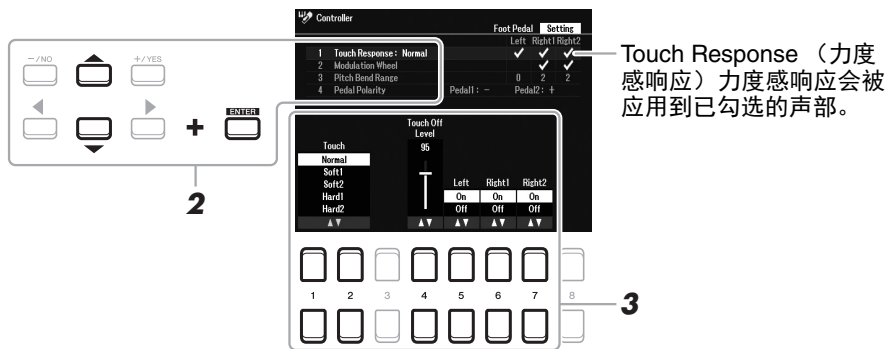 Controller
Foot Pedal Setting
Left Right1 Right2
1 Touch Response: Normal
2 Modulation Wheel
3 Pitch Bend Range 0 2 2
4 Pedal Polarity Pedal1: − Pedal2: +
Touch Response （力度
感响应）力度感响应会被
应用到已勾选的声部。
−/NO
+/YES
+
ENTER
2
Touch Off
Level
Touch 95
Normal
Soft1
Soft2 Left Right1 Right2
Hard1 On On On
Hard2 Off Off Off
1 2 3 4 5 6 7 8
3